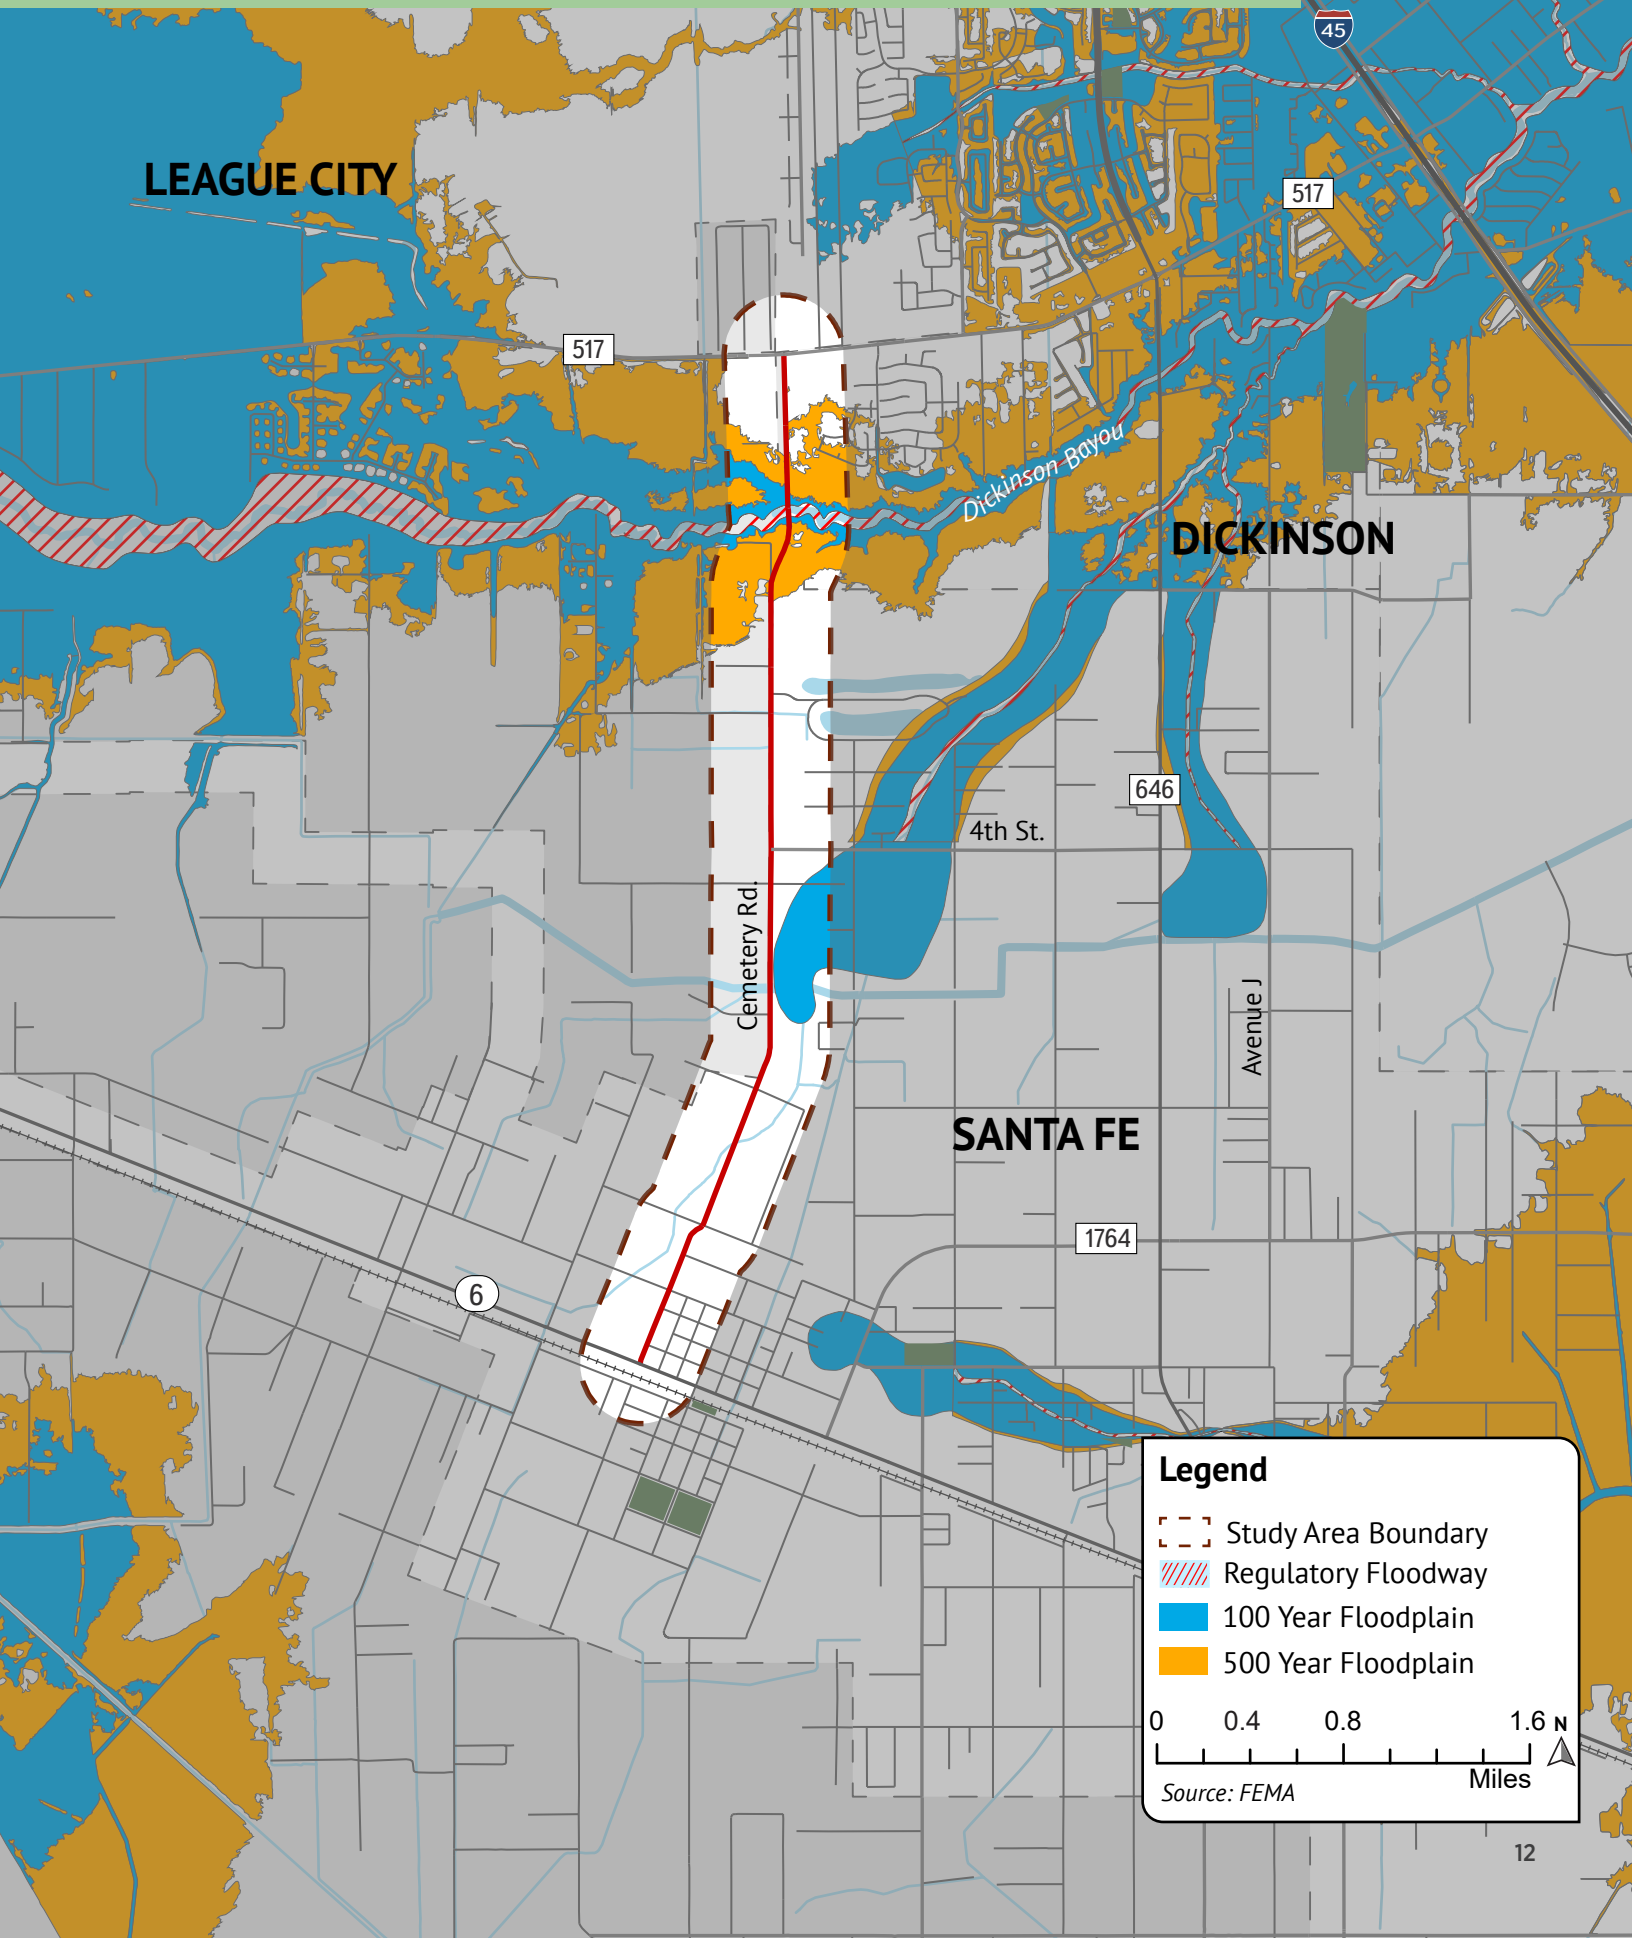 45
LEAGUE CITY
517
517
Dickinson Bayou
DICKINSON
646
4th St.
Cemetery Rd.
Avenue J
SANTA FE
1764
6
Legend
Study Area Boundary
Regulatory Floodway
100 Year Floodplain
500 Year Floodplain
0 0.4 0.8 1.6 N
Miles
Source: FEMA
12